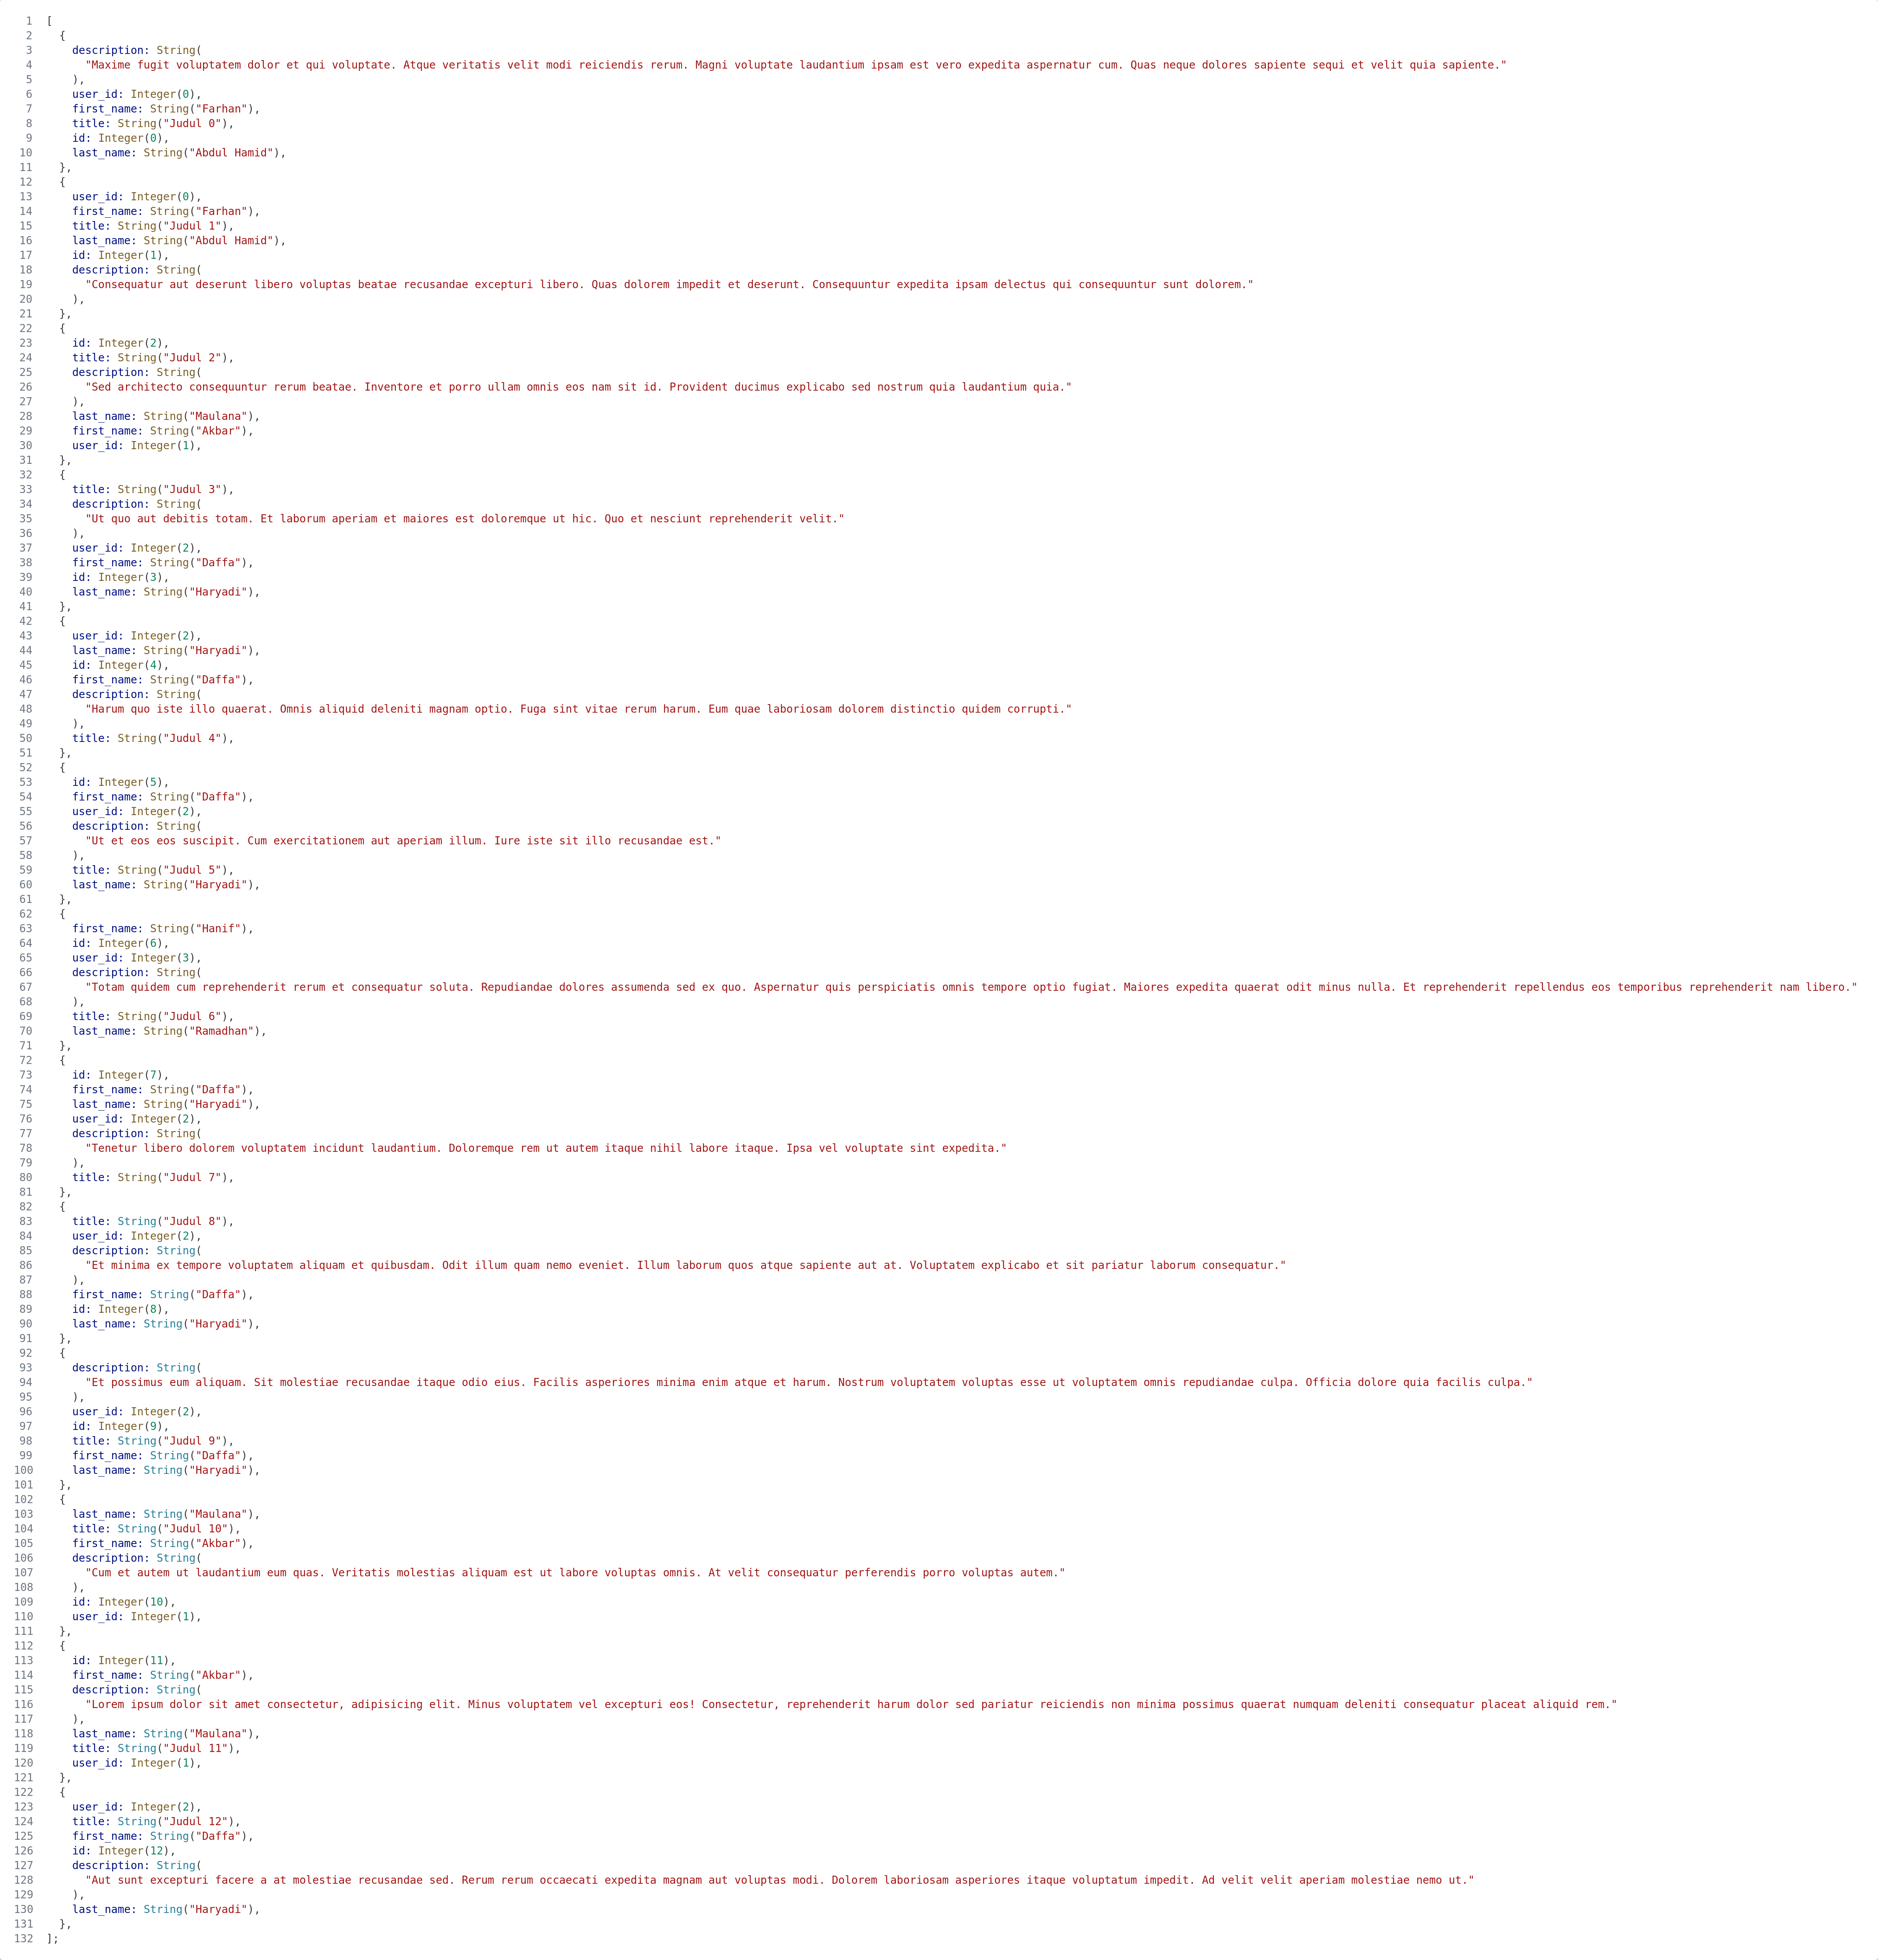 1 [
2 {
3 description: String(
4 "Maxime fugit voluptatem dolor et qui voluptate. Atque veritatis velit modi reiciendis rerum. Magni voluptate laudantium ipsam est vero expedita aspernatur cum. Quas neque dolores sapiente sequi et velit quia sapiente."
5 ),
6 user_id: Integer(0),
7 first_name: String("Farhan"),
8 title: String("Judul 0"),
9 id: Integer(0),
10 last_name: String("Abdul Hamid"),
11 },
12 {
13 user_id: Integer(0),
14 first_name: String("Farhan"),
15 title: String("Judul 1"),
16 last_name: String("Abdul Hamid"),
17 id: Integer(1),
18 description: String(
19 "Consequatur aut deserunt libero voluptas beatae recusandae excepturi libero. Quas dolorem impedit et deserunt. Consequuntur expedita ipsam delectus qui consequuntur sunt dolorem."
20 ),
21 },
22 {
23 id: Integer(2),
24 title: String("Judul 2"),
25 description: String(
26 "Sed architecto consequuntur rerum beatae. Inventore et porro ullam omnis eos nam sit id. Provident ducimus explicabo sed nostrum quia laudantium quia."
27 ),
28 last_name: String("Maulana"),
29 first_name: String("Akbar"),
30 user_id: Integer(1),
31 },
32 {
33 title: String("Judul 3"),
34 description: String(
35 "Ut quo aut debitis totam. Et laborum aperiam et maiores est doloremque ut hic. Quo et nesciunt reprehenderit velit."
36 ),
37 user_id: Integer(2),
38 first_name: String("Daffa"),
39 id: Integer(3),
40 last_name: String("Haryadi"),
41 },
42 {
43 user_id: Integer(2),
44 last_name: String("Haryadi"),
45 id: Integer(4),
46 first_name: String("Daffa"),
47 description: String(
48 "Harum quo iste illo quaerat. Omnis aliquid deleniti magnam optio. Fuga sint vitae rerum harum. Eum quae laboriosam dolorem distinctio quidem corrupti."
49 ),
50 title: String("Judul 4"),
51 },
52 {
53 id: Integer(5),
54 first_name: String("Daffa"),
55 user_id: Integer(2),
56 description: String(
57 "Ut et eos eos suscipit. Cum exercitationem aut aperiam illum. Iure iste sit illo recusandae est."
58 ),
59 title: String("Judul 5"),
60 last_name: String("Haryadi"),
61 },
62 {
63 first_name: String("Hanif"),
64 id: Integer(6),
65 user_id: Integer(3),
66 description: String(
67 "Totam quidem cum reprehenderit rerum et consequatur soluta. Repudiandae dolores assumenda sed ex quo. Aspernatur quis perspiciatis omnis tempore optio fugiat. Maiores expedita quaerat odit minus nulla. Et reprehenderit repellendus eos temporibus reprehenderit nam libero."
68 ),
69 title: String("Judul 6"),
70 last_name: String("Ramadhan"),
71 },
72 {
73 id: Integer(7),
74 first_name: String("Daffa"),
75 last_name: String("Haryadi"),
76 user_id: Integer(2),
77 description: String(
78 "Tenetur libero dolorem voluptatem incidunt laudantium. Doloremque rem ut autem itaque nihil labore itaque. Ipsa vel voluptate sint expedita."
79 ),
80 title: String("Judul 7"),
81 },
82 {
83 title: String("Judul 8"),
84 user_id: Integer(2),
85 description: String(
86 "Et minima ex tempore voluptatem aliquam et quibusdam. Odit illum quam nemo eveniet. Illum laborum quos atque sapiente aut at. Voluptatem explicabo et sit pariatur laborum consequatur."
87 ),
88 first_name: String("Daffa"),
89 id: Integer(8),
90 last_name: String("Haryadi"),
91 },
92 {
93 description: String(
94 "Et possimus eum aliquam. Sit molestiae recusandae itaque odio eius. Facilis asperiores minima enim atque et harum. Nostrum voluptatem voluptas esse ut voluptatem omnis repudiandae culpa. Officia dolore quia facilis culpa."
95 ),
96 user_id: Integer(2),
97 id: Integer(9),
98 title: String("Judul 9"),
99 first_name: String("Daffa"),
100 last_name: String("Haryadi"),
101 },
102 {
103 last_name: String("Maulana"),
104 title: String("Judul 10"),
105 first_name: String("Akbar"),
106 description: String(
107 "Cum et autem ut laudantium eum quas. Veritatis molestias aliquam est ut labore voluptas omnis. At velit consequatur perferendis porro voluptas autem."
108 ),
109 id: Integer(10),
110 user_id: Integer(1),
111 },
112 {
113 id: Integer(11),
114 first_name: String("Akbar"),
115 description: String(
116 "Lorem ipsum dolor sit amet consectetur, adipisicing elit. Minus voluptatem vel excepturi eos! Consectetur, reprehenderit harum dolor sed pariatur reiciendis non minima possimus quaerat numquam deleniti consequatur placeat aliquid rem."
117 ),
118 last_name: String("Maulana"),
119 title: String("Judul 11"),
120 user_id: Integer(1),
121 },
122 {
123 user_id: Integer(2),
124 title: String("Judul 12"),
125 first_name: String("Daffa"),
126 id: Integer(12),
127 description: String(
128 "Aut sunt excepturi facere a at molestiae recusandae sed. Rerum rerum occaecati expedita magnam aut voluptas modi. Dolorem laboriosam asperiores itaque voluptatum impedit. Ad velit velit aperiam molestiae nemo ut."
129 ),
130 last_name: String("Haryadi"),
131 },
132 ];